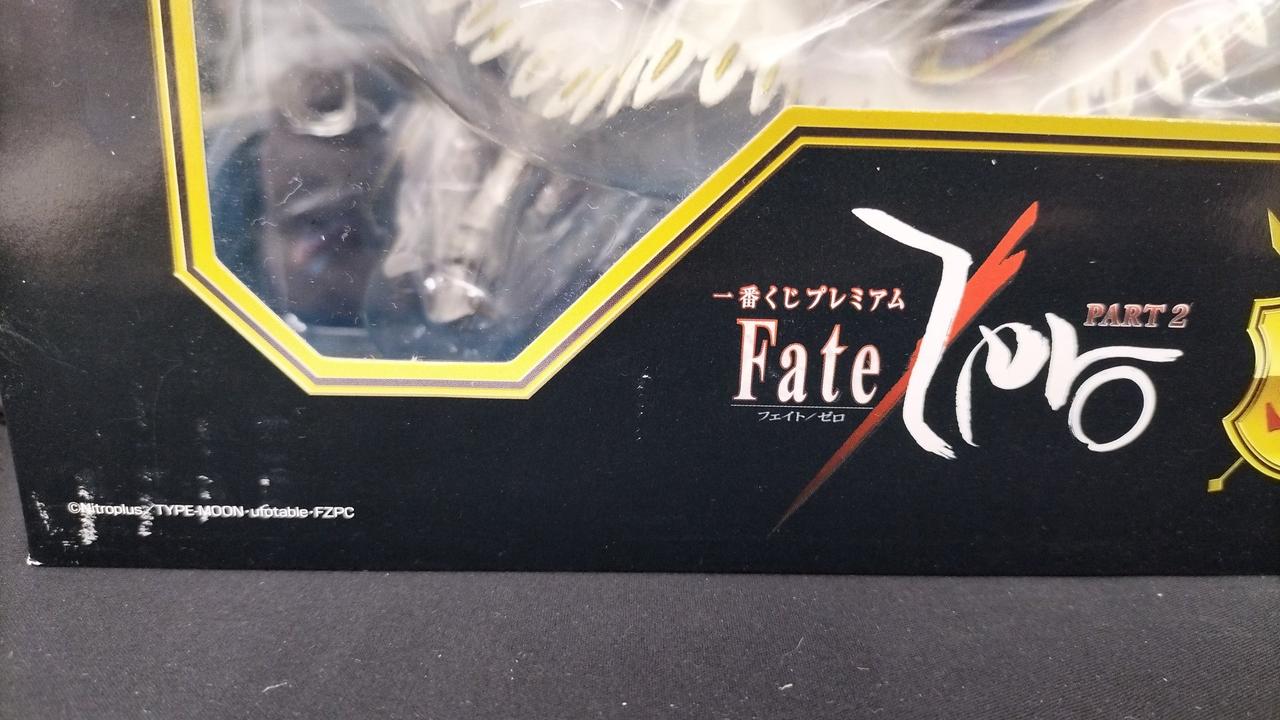 一番くじ プレミアム
Fate/Zero
PART 2
フェイト/ゼロ
©Nitroplus/TYPE-MOON·ufotable·FZPC